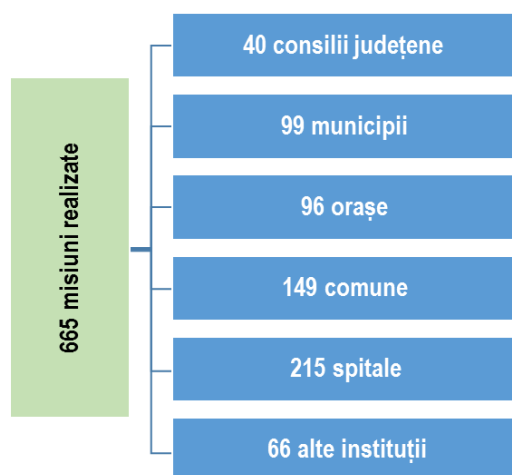 665 misiuni realizate
40 consilii județene
99 municipii
96 orașe
149 comune
215 spitale
66 alte instituții